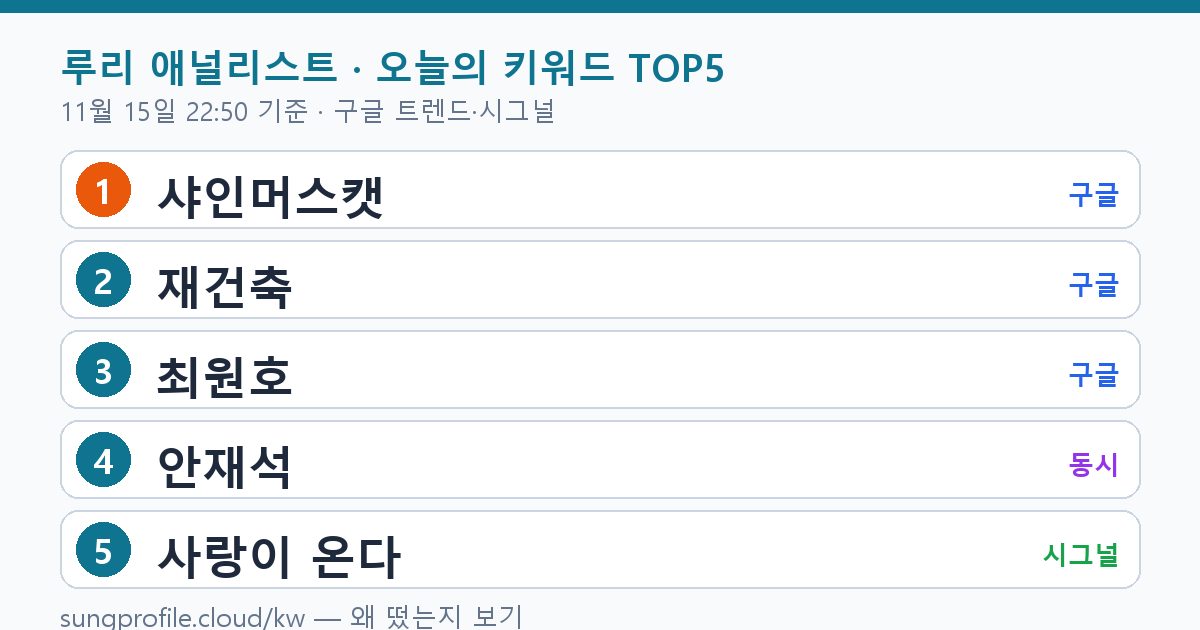 루리 애널리스트 · 오늘의 키워드 TOP5
11월 15일 22:50 기준 · 구글 트렌드·시그널
1 샤인머스캣 구글
2 재건축 구글
3 최원호 구글
4 안재석 동시
5 사랑이 온다 시그널
sungprofile.cloud/kw — 왜 떴는지 보기